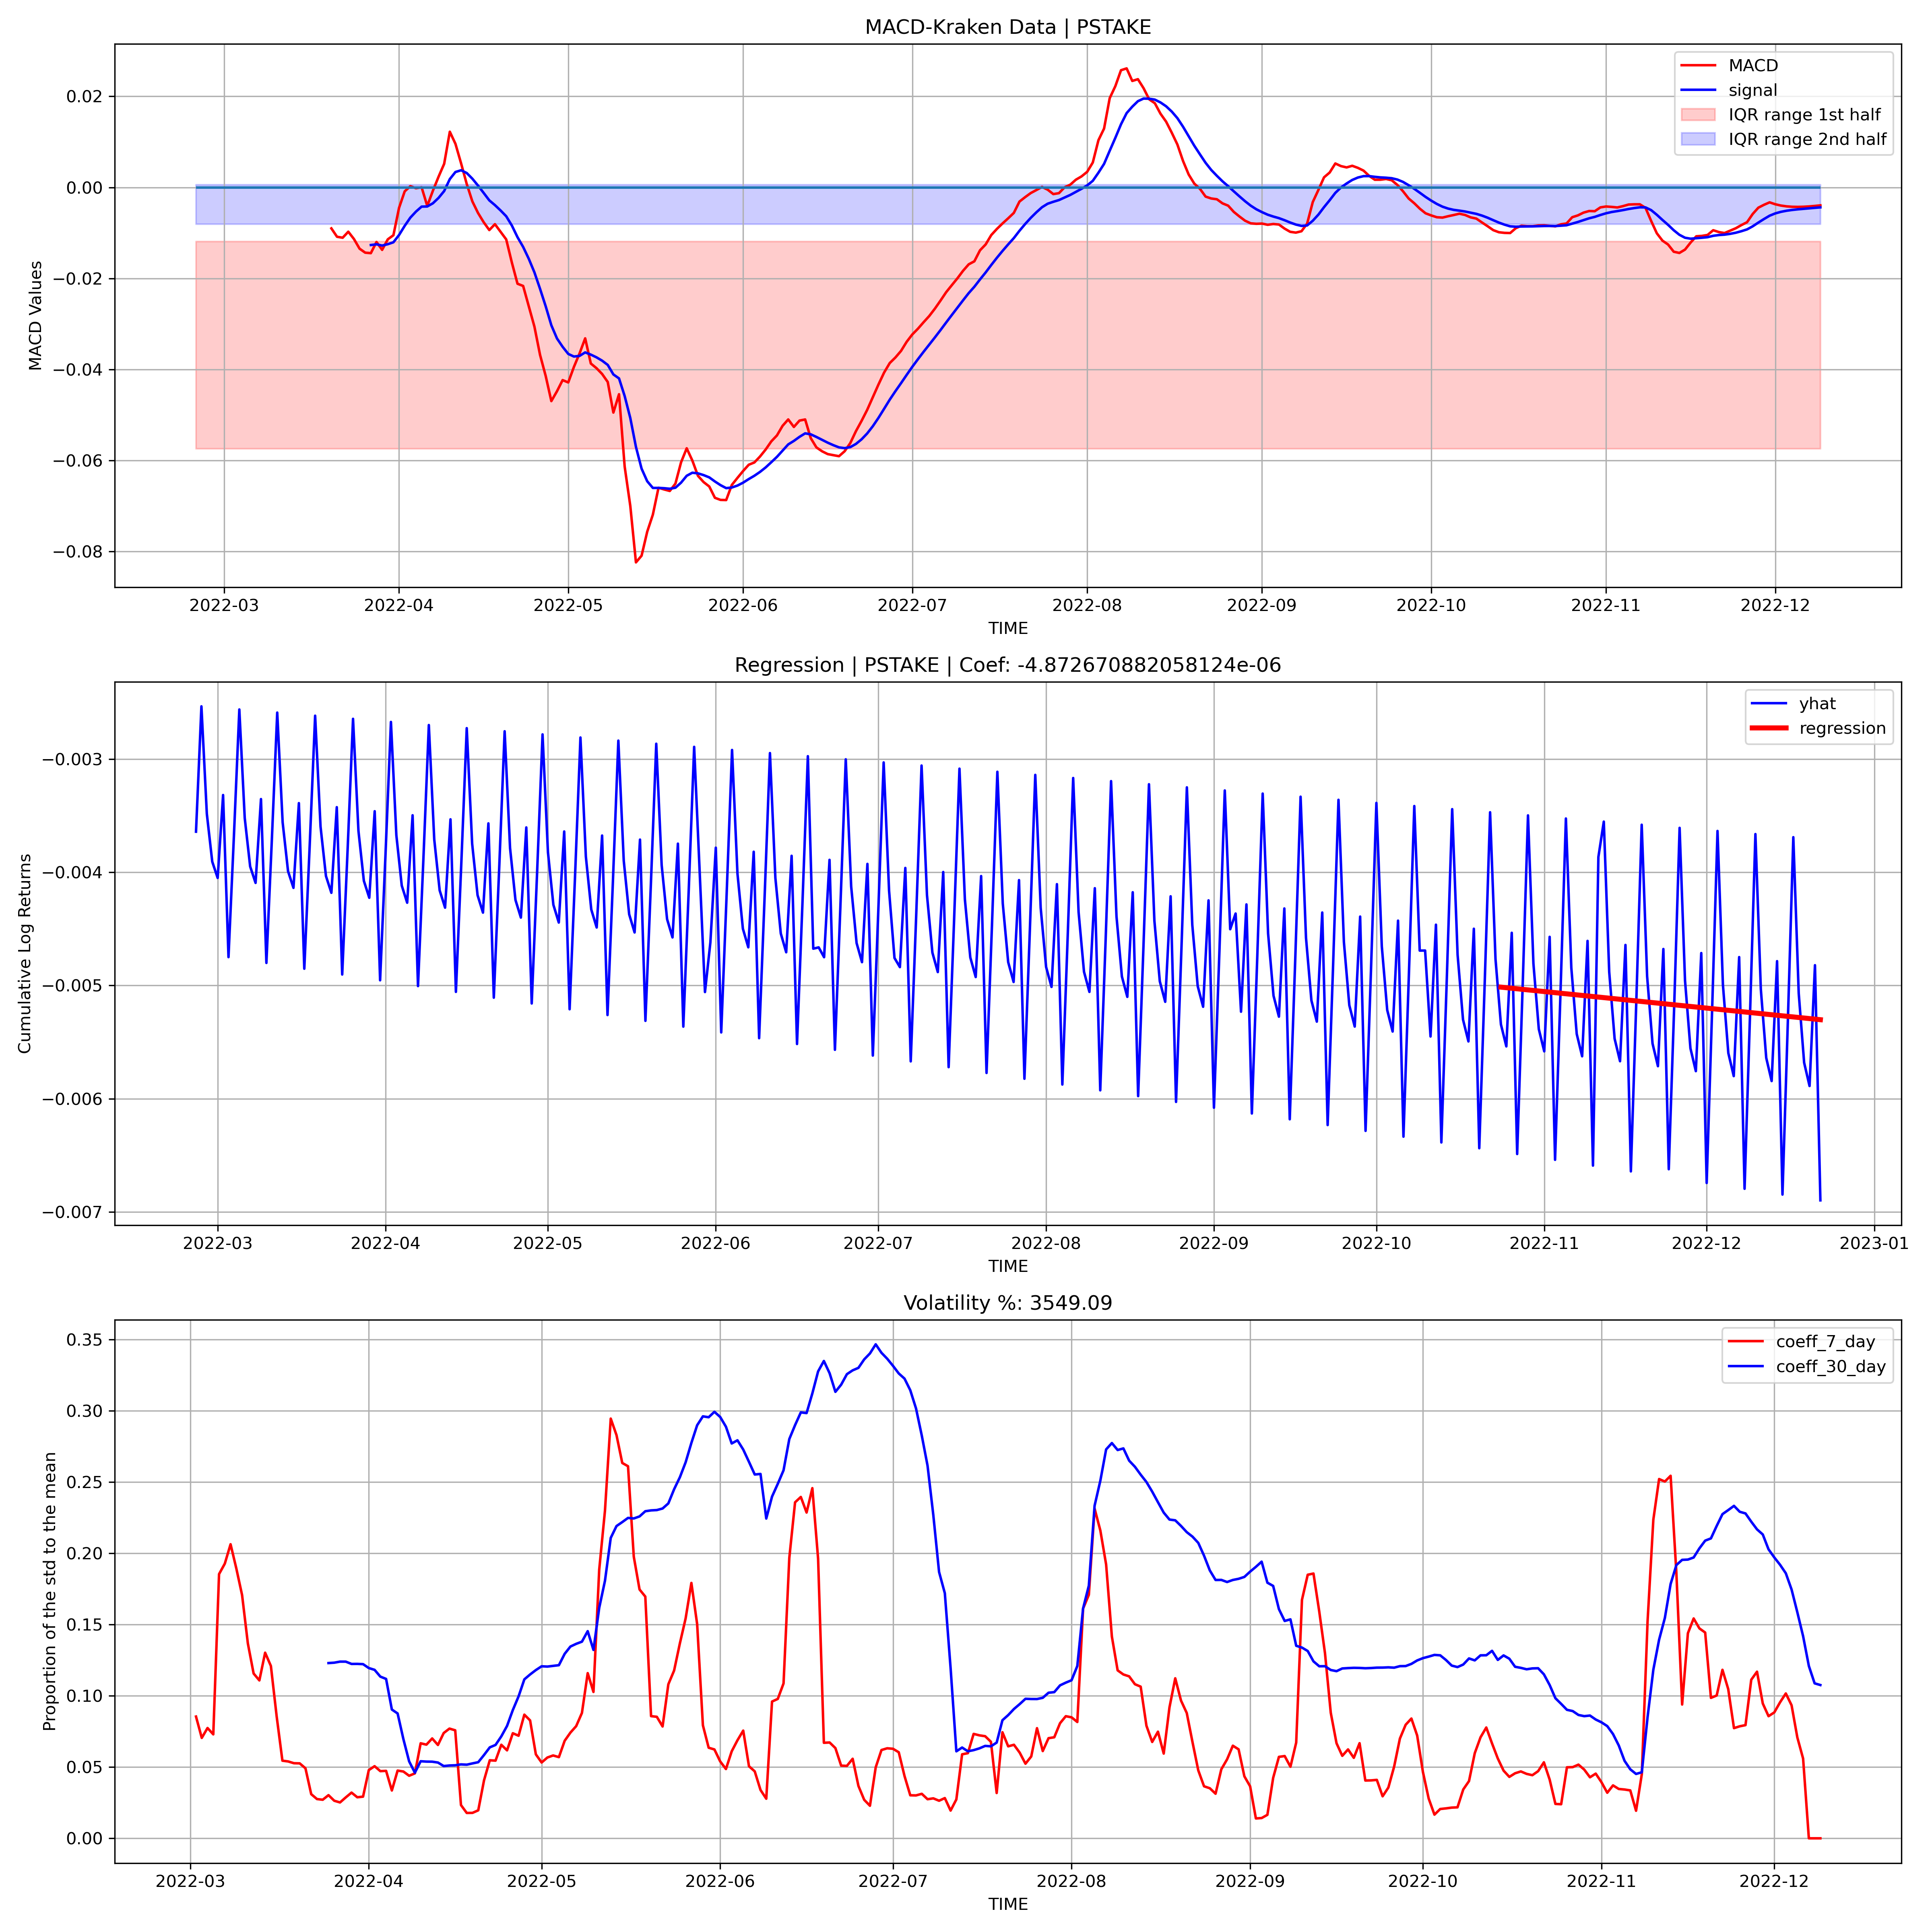 MACD-Kraken Data | PSTAKE
MACD
signal
IQR range 1st half
IQR range 2nd half
0.02
0.00
−0.02
−0.04
−0.06
−0.08
MACD Values
2022-03 2022-04 2022-05 2022-06 2022-07 2022-08 2022-09 2022-10 2022-11 2022-12
TIME
Regression | PSTAKE | Coef: -4.872670882058124e-06
yhat
regression
−0.003
−0.004
−0.005
−0.006
−0.007
Cumulative Log Returns
2022-03 2022-04 2022-05 2022-06 2022-07 2022-08 2022-09 2022-10 2022-11 2022-12 2023-01
TIME
Volatility %: 3549.09
coeff_7_day
coeff_30_day
0.35
0.30
0.25
0.20
0.15
0.10
0.05
0.00
Proportion of the std to the mean
2022-03 2022-04 2022-05 2022-06 2022-07 2022-08 2022-09 2022-10 2022-11 2022-12
TIME